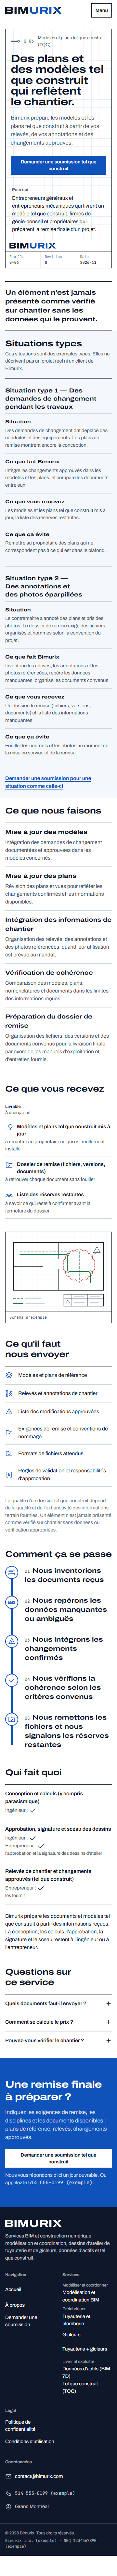 BIMURIX
Menu
S-06 Modèles et plans tel que construit
(TQC)
Des plans et
des modèles tel
que construit
qui reflètent
le chantier.
Bimurix prépare les modèles et les
plans tel que construit à partir de vos
relevés, de vos annotations et des
changements approuvés.
Demander une soumission tel que
construit
Pour qui
Entrepreneurs généraux et
entrepreneurs mécaniques qui livrent un
modèle tel que construit, firmes de
génie-conseil et propriétaires qui
préparent la remise finale d'un projet.
BIMURIX
Feuille Révision Date
S-06 0 2026-11
Un élément n'est jamais
présenté comme vérifié
sur chantier sans les
données qui le prouvent.
Situations types
Ces situations sont des exemples types. Elles ne
décrivent pas un projet réel ni un client de
Bimurix.
Situation type 1 — Des
demandes de changement
pendant les travaux
Situation
Des demandes de changement ont déplacé des
conduites et des équipements. Les plans de
remise montrent encore la conception.
Ce que fait Bimurix
Intégrer les changements approuvés dans les
modèles et les plans, et comparer les documents
entre eux.
Ce que vous recevez
Les modèles et les plans tel que construit mis à
jour et la liste des réserves restantes.
Ce que ça évite
Remettre au propriétaire des plans qui ne
correspondent pas à ce qui est dans le plafond.
Situation type 2 —
Des annotations et
des photos éparpillées
Situation
Le contremaître a annoté des plans et pris des
photos. Le dossier de remise exige des fichiers
organisés et nommés selon la convention du
projet.
Ce que fait Bimurix
Inventorier les relevés, les annotations et les
photos référencées, repérer les données
manquantes, organiser les documents convenus.
Ce que vous recevez
Un dossier de remise (fichiers, versions,
documents) et la liste des informations
manquantes.
Ce que ça évite
Fouiller les courriels et les photos au moment de
la mise en service et de la remise.
Demander une soumission pour une
situation comme celle-ci
Ce que nous faisons
Mise à jour des modèles
Intégration des demandes de changement
documentées et approuvées dans les
modèles concernés.
Mise à jour des plans
Révision des plans et vues pour refléter les
changements confirmés et les informations
disponibles.
Intégration des informations de
chantier
Organisation des relevés, des annotations et des
photos référencées, quand leur utilisation
est prévue au mandat.
Vérification de cohérence
Comparaison des modèles, plans,
nomenclatures et documents dans les limites
des informations reçues.
Préparation du dossier de
remise
Organisation des fichiers, des versions et des
documents convenus pour la livraison finale,
par exemple les manuels d'exploitation et
d'entretien fournis.
Ce que vous recevez
Livrable
À quoi ça sert
Modèles et plans tel que construit mis à
jour
à remettre au propriétaire ce qui est réellement
installé
Dossier de remise (fichiers, versions,
documents)
à retrouver chaque document sans fouiller
Liste des réserves restantes
à savoir ce qui reste à confirmer avant la
fermeture du dossier
Schéma d'exemple
Ce qu'il faut
nous envoyer
Modèles et plans de référence
Relevés et annotations de chantier
Liste des modifications approuvées
Exigences de remise et conventions de
nommage
Formats de fichiers attendus
Règles de validation et responsabilités
d'approbation
La qualité d'un dossier tel que construit dépend
de la qualité et de l'exhaustivité des informations
terrain fournies. Un élément n'est jamais présenté
comme vérifié sur chantier sans données ou
vérification appropriées.
Comment ça se passe
01 Nous inventorions
les documents reçus
02 Nous repérons les
données manquantes
ou ambiguës
03 Nous intégrons les
changements
confirmés
04 Nous vérifions la
cohérence selon les
critères convenus
05 Nous remettons les
fichiers et nous
signalons les réserves
restantes
Qui fait quoi
Conception et calculs (y compris
parasismique)
Ingénieur :
Approbation, signature et sceau des dessins
Ingénieur :
Entrepreneur :
l'approbation et la signature des dessins d'atelier
Relevés de chantier et changements
approuvés (tel que construit)
Entrepreneur :
les fournit
Bimurix prépare les documents et modèles tel
que construit à partir des informations reçues.
La conception, les calculs, l'approbation, la
signature et le sceau restent à l'ingénieur ou à
l'entrepreneur.
Questions sur
ce service
Quels documents faut-il envoyer ?
Comment se calcule le prix ?
Pouvez-vous vérifier le chantier ?
Une remise finale
à préparer ?
Indiquez les exigences de remise, les
disciplines et les documents disponibles :
plans de référence, relevés, changements
approuvés.
Demander une soumission tel que
construit
Nous vous répondons d'ici un jour ouvrable. Ou
appelez le 514 555-0199 (exemple).
BIMURIX
Services BIM et construction numérique :
modélisation et coordination, dessins d'atelier de
tuyauterie et de gicleurs, données d'actifs et tel
que construit.
Navigation
Accueil
À propos
Demander une
soumission
Services
Modéliser et coordonner
Modélisation et
coordination BIM
Préfabriquer
Tuyauterie et
plomberie
Gicleurs
Tuyauterie + gicleurs
Livrer et exploiter
Données d'actifs (BIM
7D)
Tel que construit
(TQC)
Légal
Politique de
confidentialité
Conditions d'utilisation
Coordonnées
contact@bimurix.com
514 555-0199 (exemple)
Grand Montréal
© 2026 Bimurix. Tous droits réservés.
Bimurix inc. (exemple) · NEQ 1234567890
(exemple)